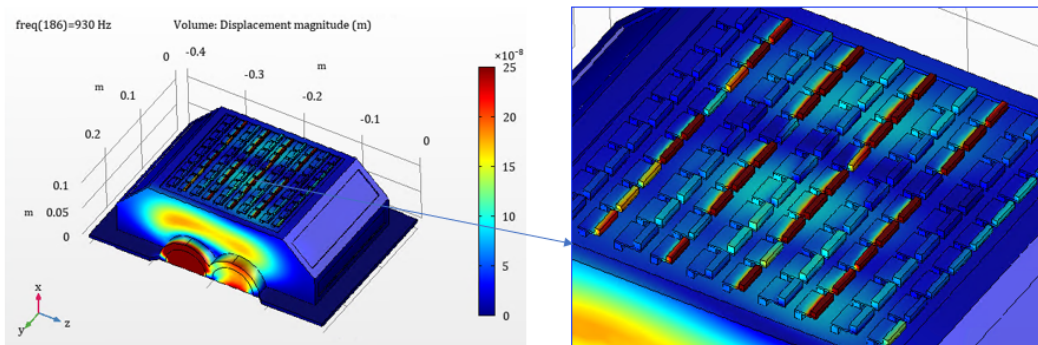 freq(186)=930 Hz
Volume: Displacement magnitude (m)
0
-0.4
m
-0.3
-0.2
-0.1
0
m
0.1
0.2
0.1
m
0.05
0
×10⁻⁸
25
20
15
10
5
0
x
y
z